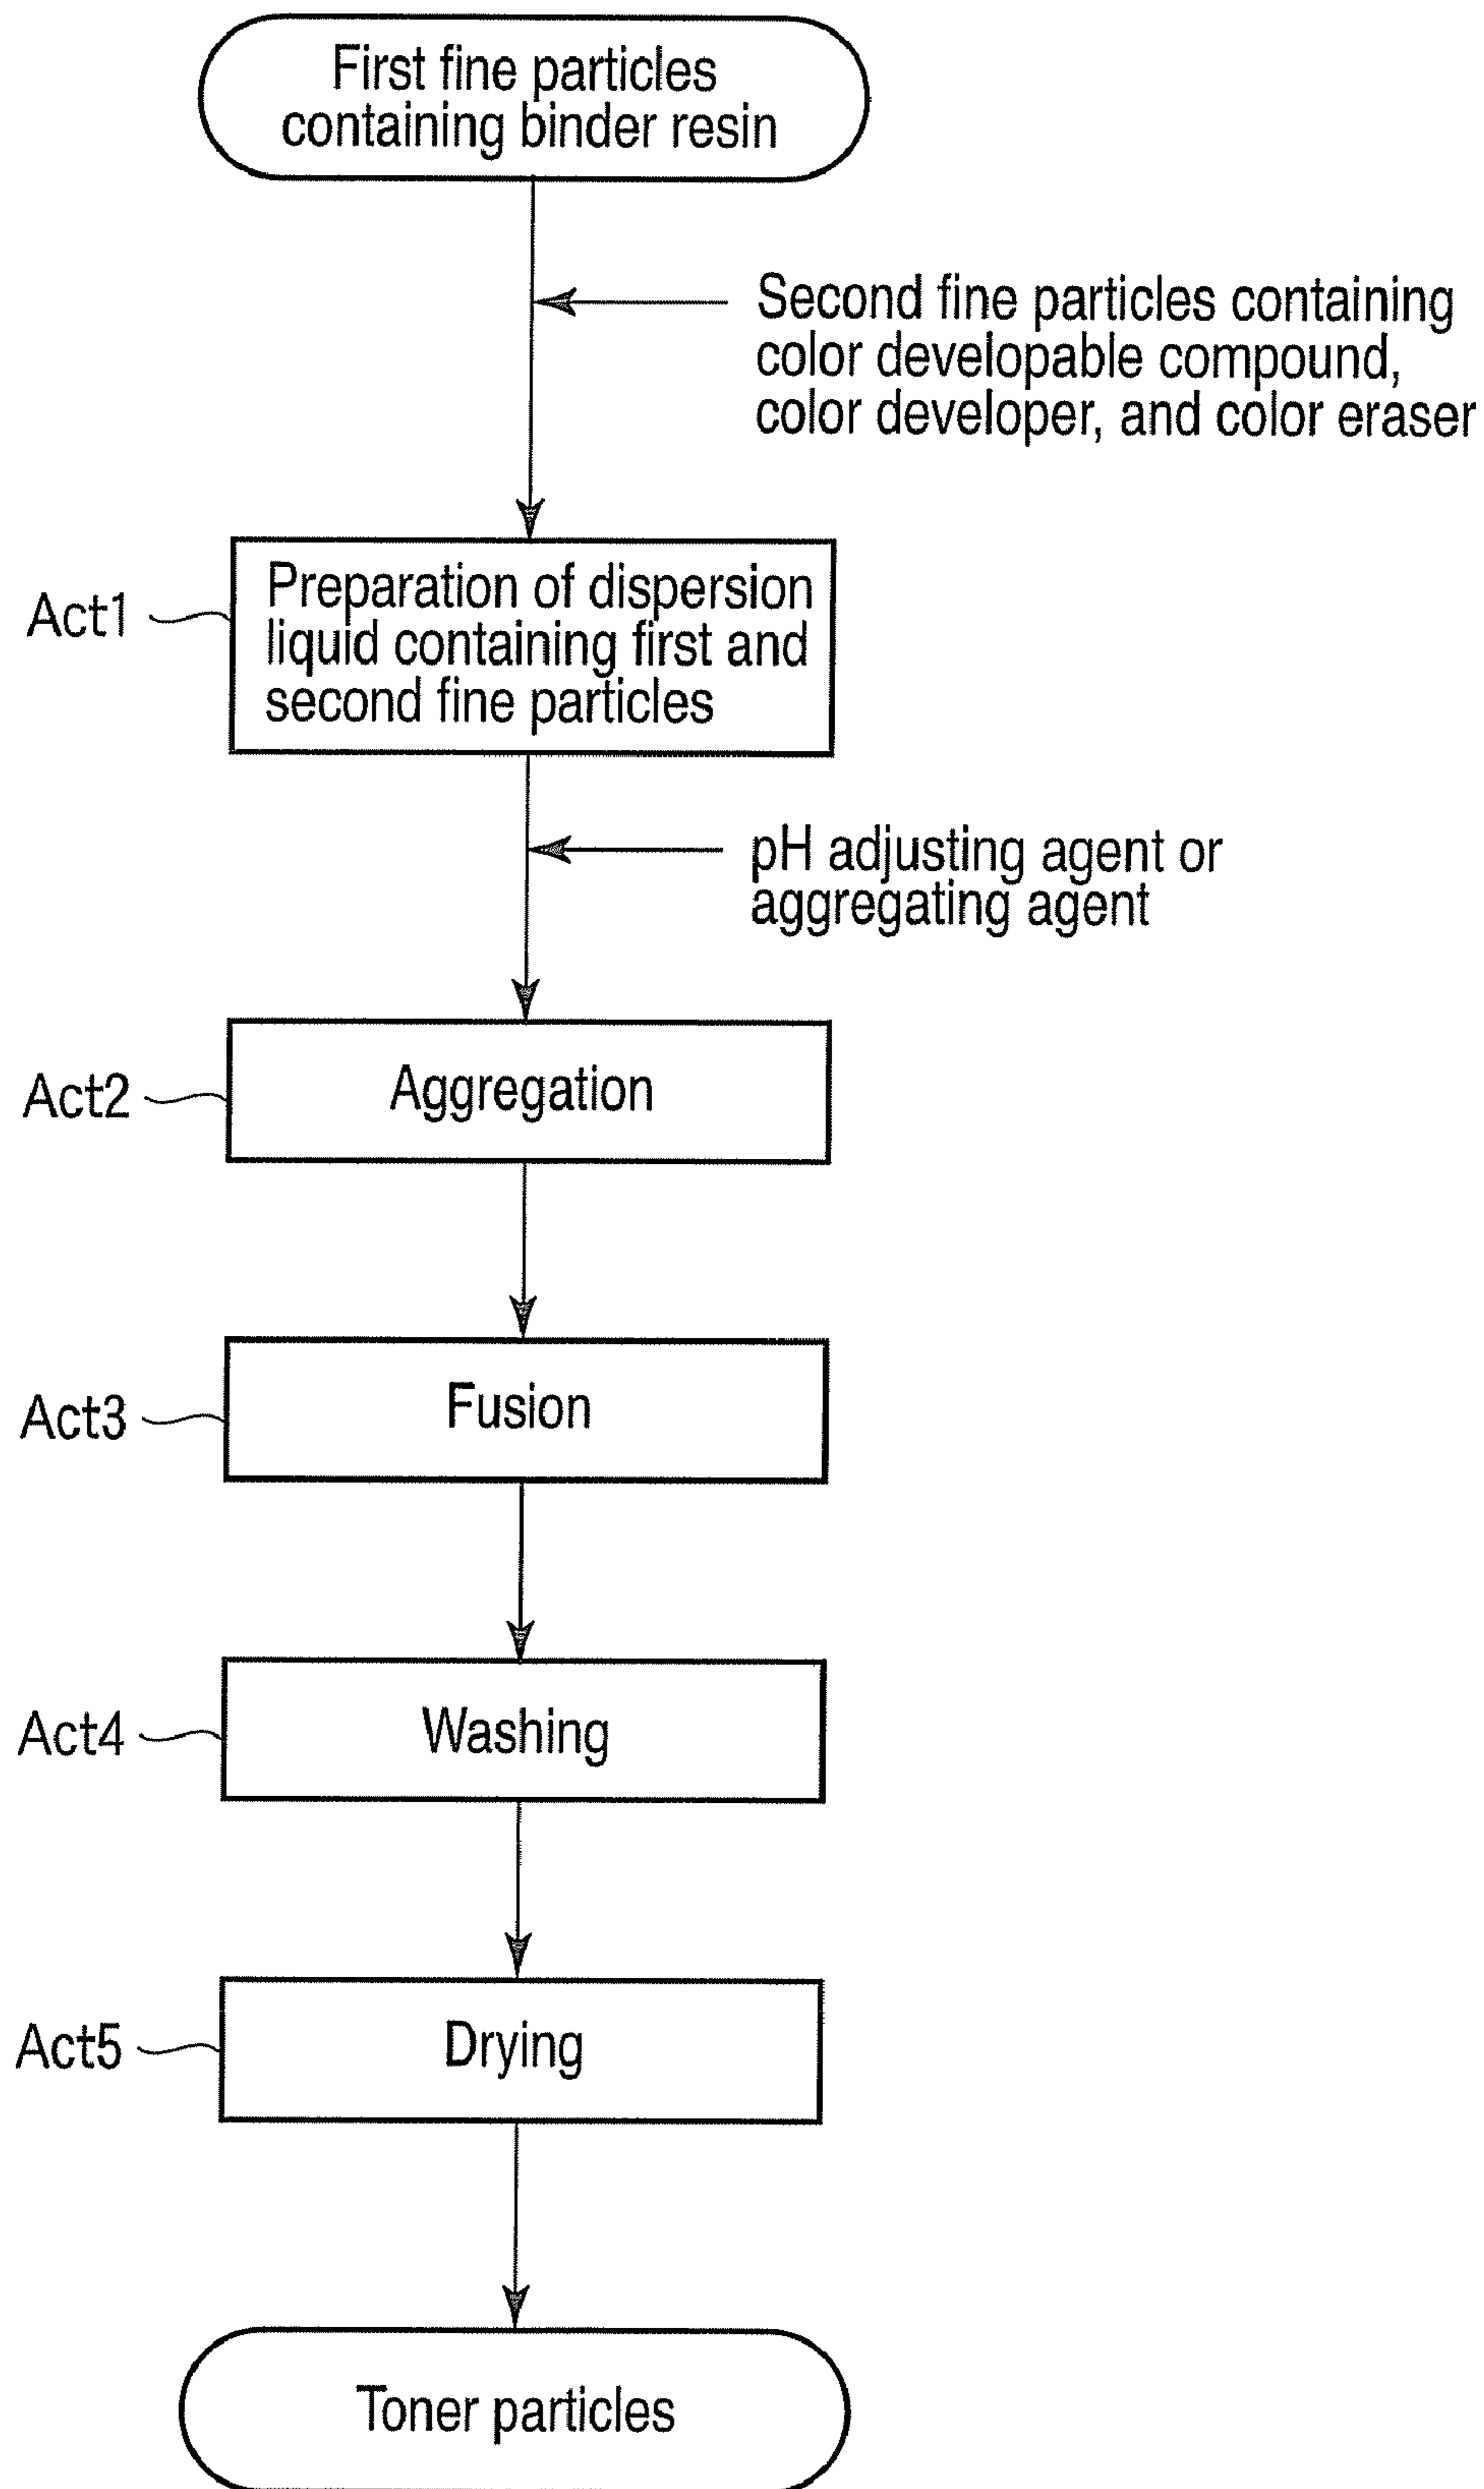 First fine particles
containing binder resin
Second fine particles containing
color developable compound,
color developer, and color eraser
Act1
Preparation of dispersion
liquid containing first and
second fine particles
pH adjusting agent or
aggregating agent
Act2
Aggregation
Act3
Fusion
Act4
Washing
Act5
Drying
Toner particles